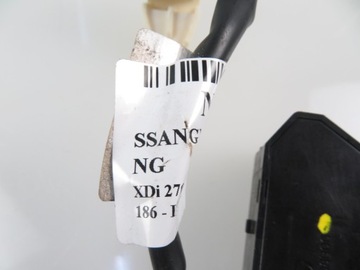 N
SSANG
NG
XDi 27
186 - I